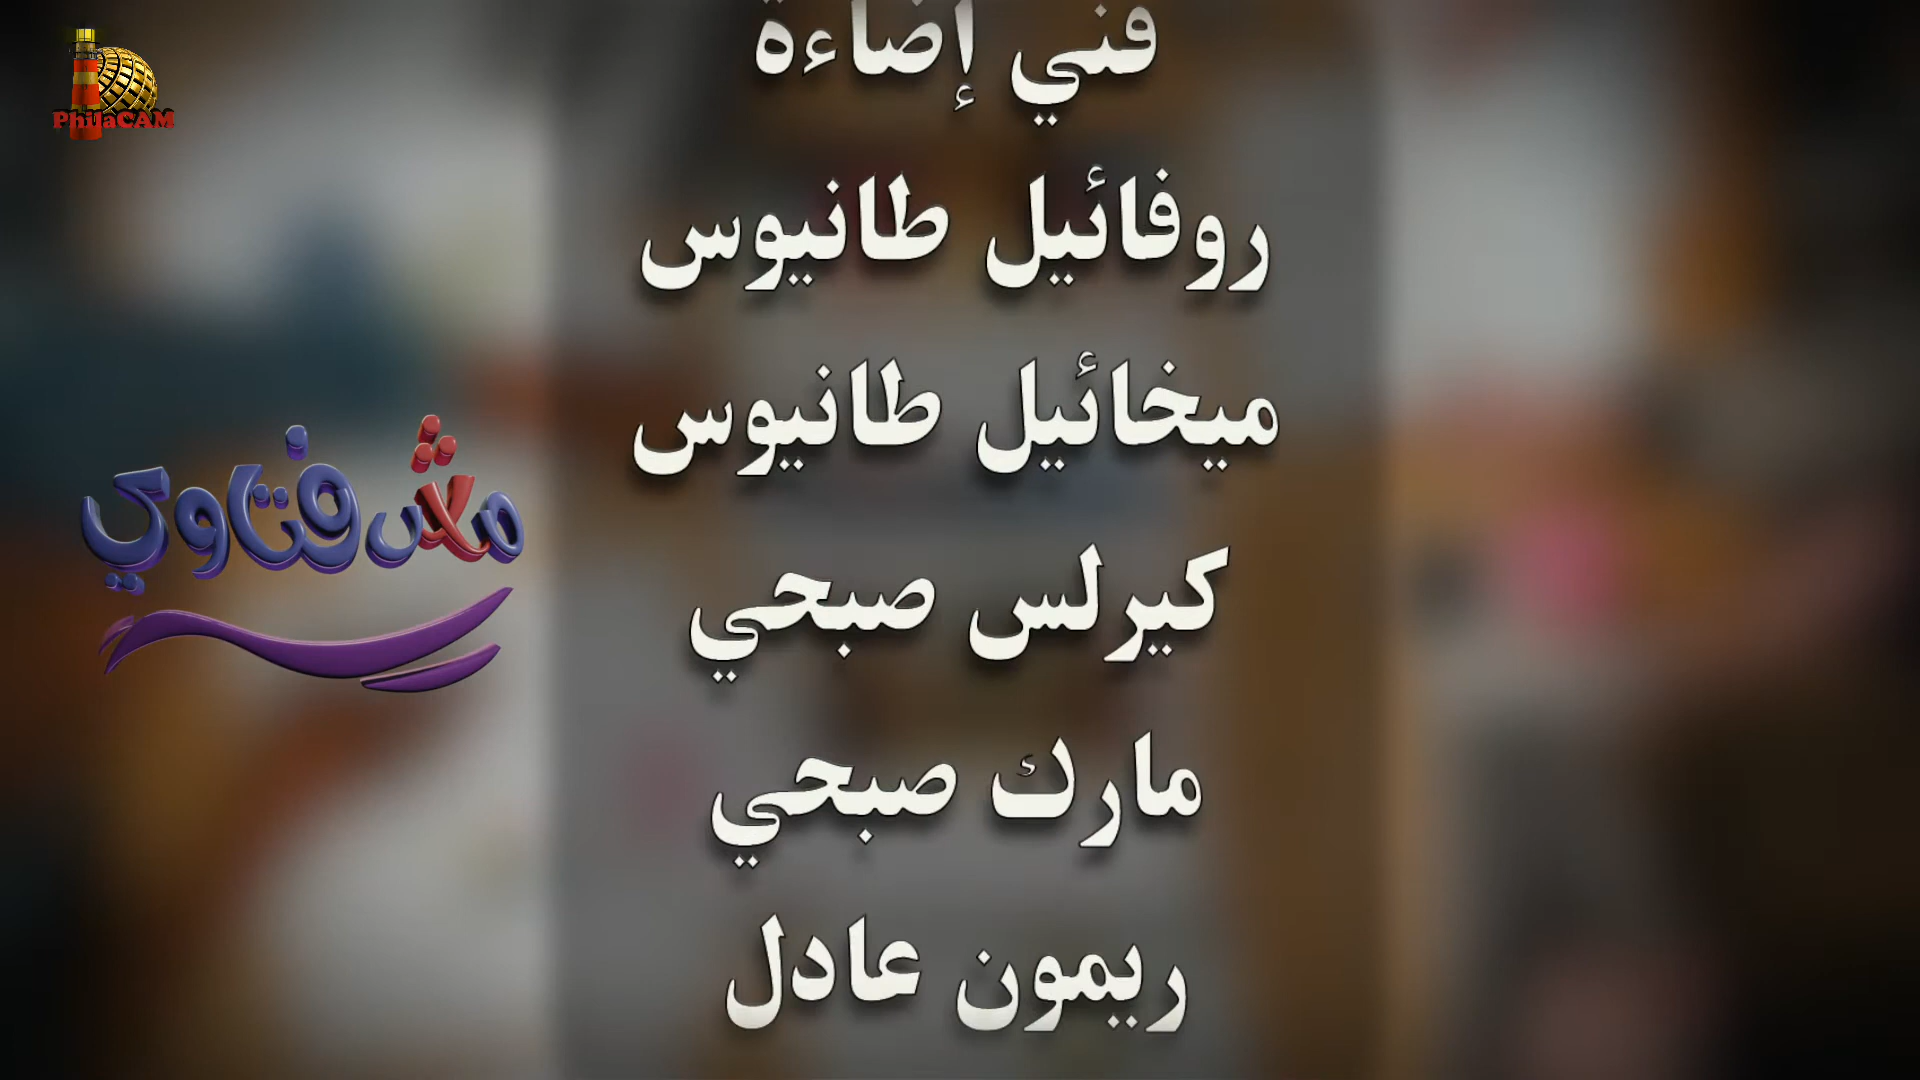 PhilaCAM
فني إضاءة
روفائيل طانيوس
ميخائيل طانيوس
مش فتاوي
كيرلس صبحي
مارك صبحي
ريمون عادل